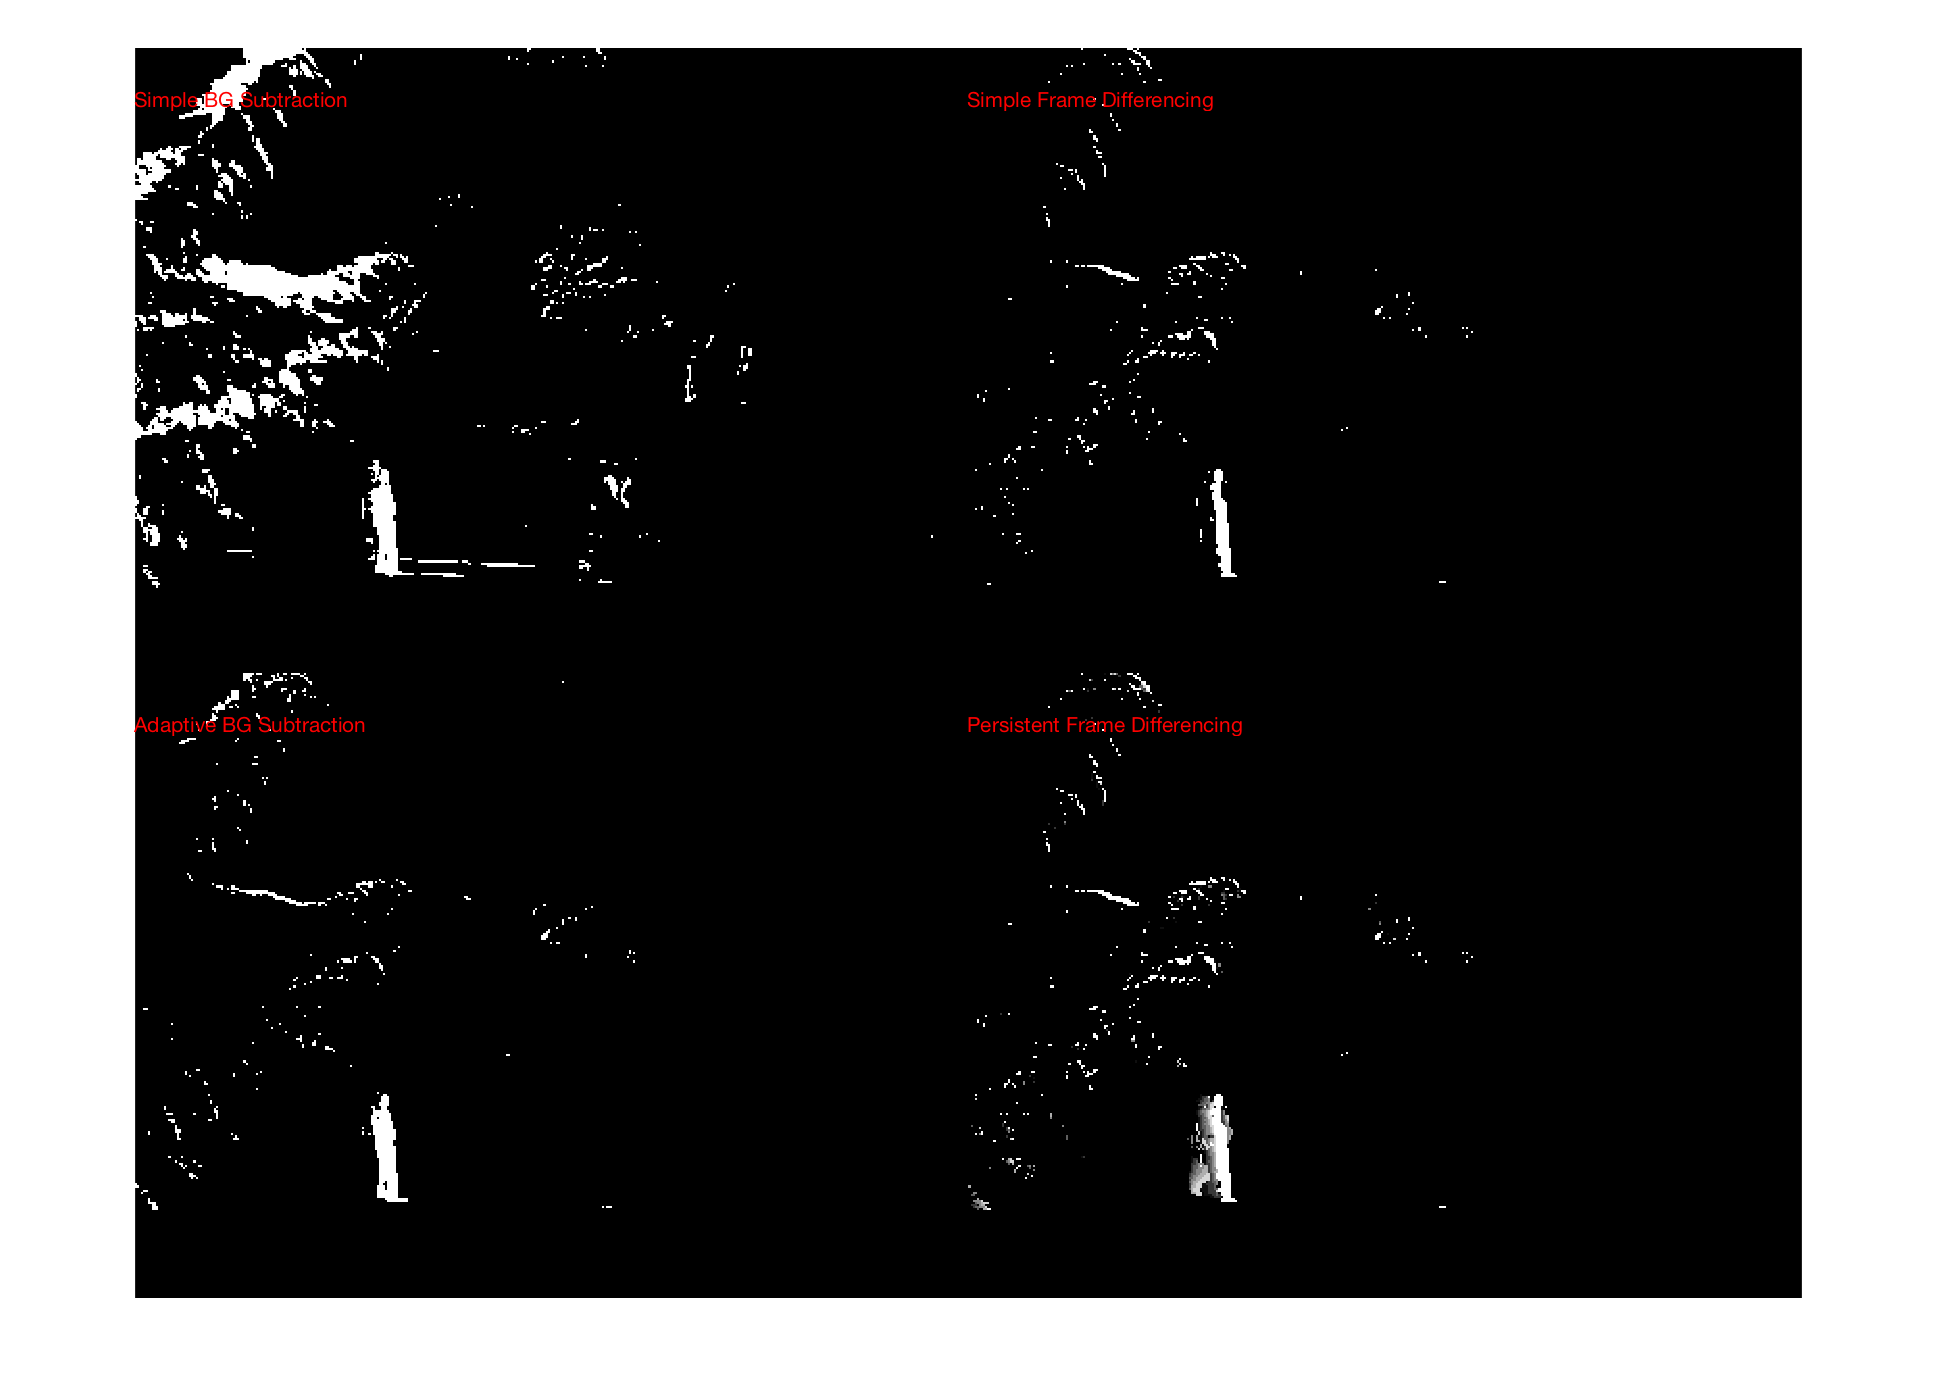 Simple BG Subtraction
Simple Frame Differencing
Adaptive BG Subtraction
Persistent Frame Differencing